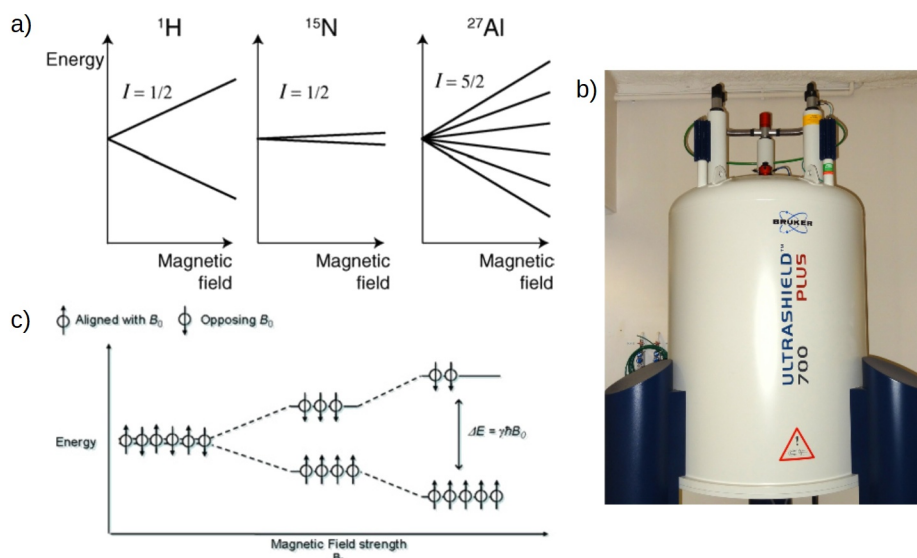 a)
¹H
¹⁵N
²⁷Al
Energy
I = 1/2
I = 1/2
I = 5/2
Magnetic
field
Magnetic
field
Magnetic
field
b)
BRUKER
ULTRASHIELD™
PLUS
700
c)
Aligned with B₀
Opposing B₀
Energy
ΔE = γħB₀
Magnetic Field strength